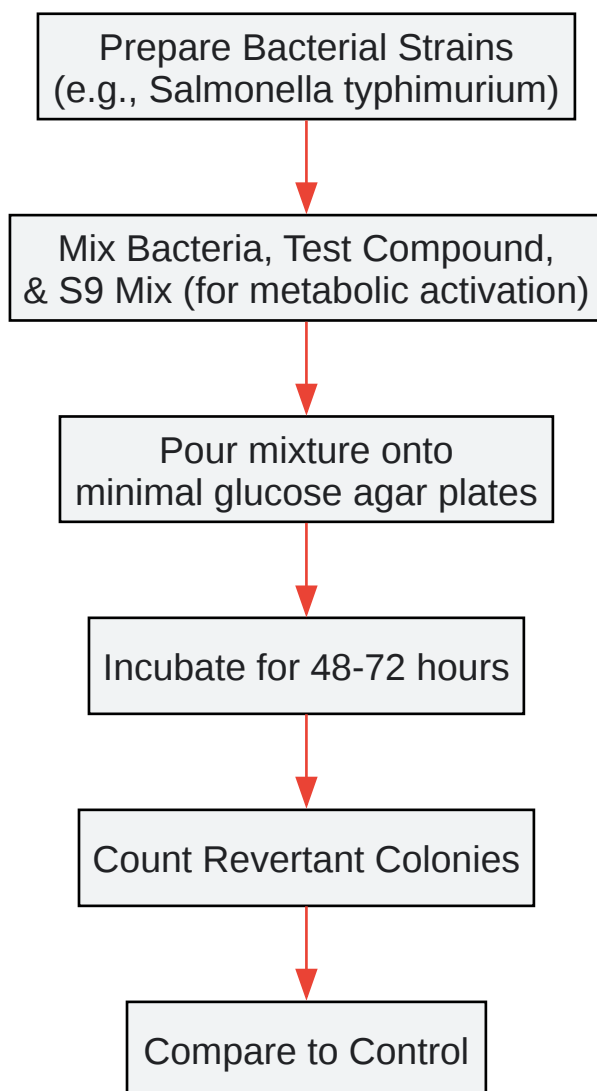 Prepare Bacterial Strains
(e.g., Salmonella typhimurium)
Mix Bacteria, Test Compound,
& S9 Mix (for metabolic activation)
Pour mixture onto
minimal glucose agar plates
Incubate for 48-72 hours
Count Revertant Colonies
Compare to Control